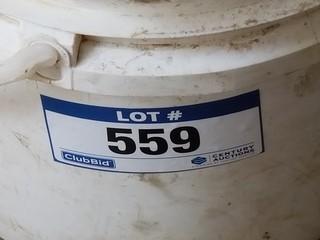 LOT #
559
ClubBid
CENTURY
AUCTIONS